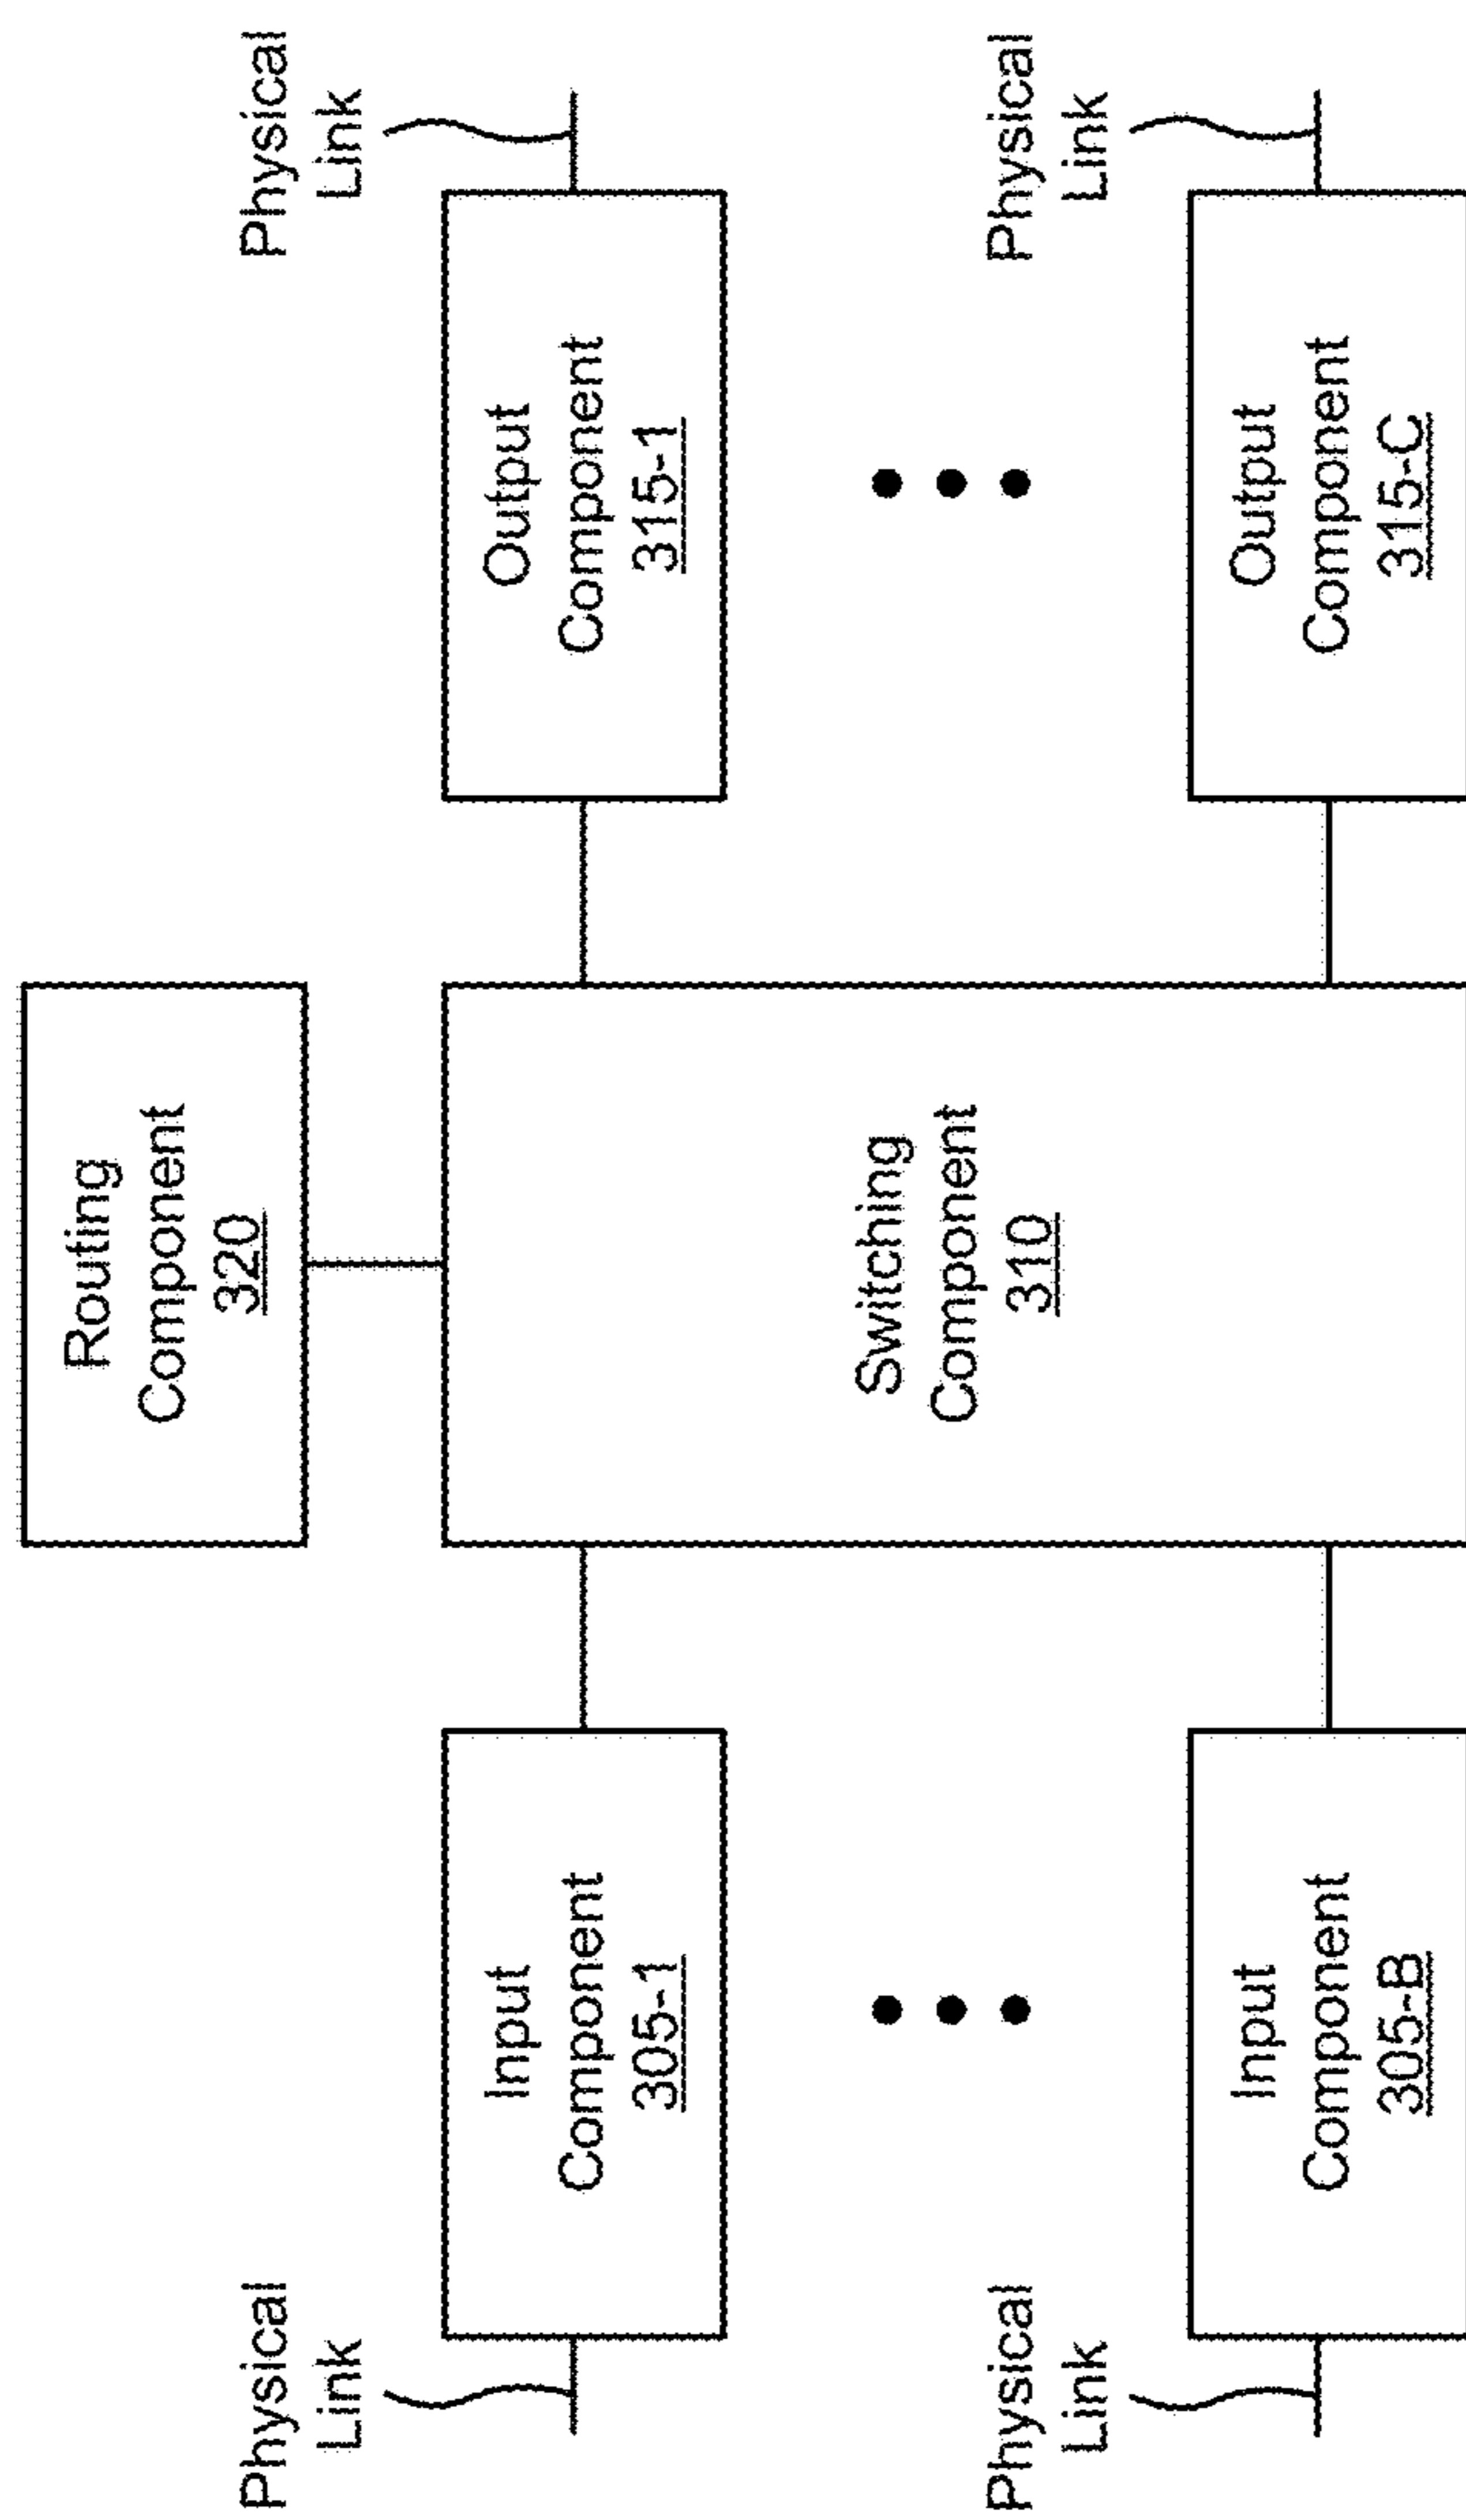 Routing
Component
320
Physical
Link
Physical
Link
Input
Component
305-1
Switching
Component
310
Output
Component
315-1
Physical
Link
Physical
Link
Input
Component
305-B
Output
Component
315-C